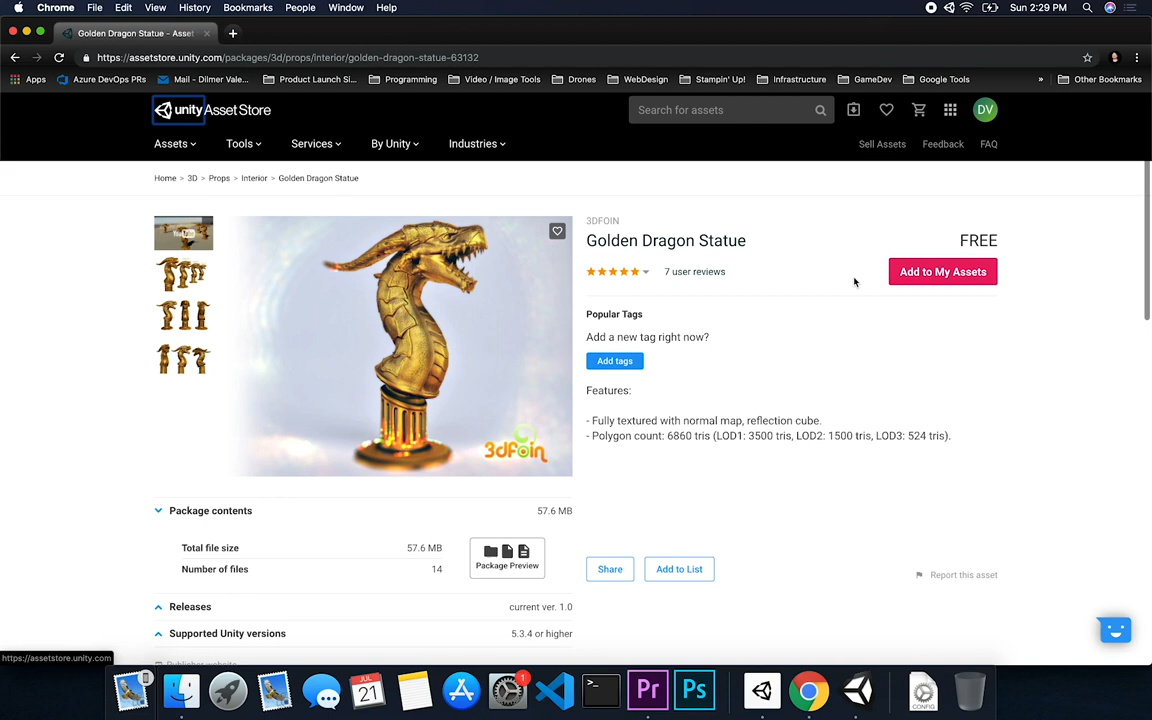 Chrome File Edit View History Bookmarks People Window Help Sun 2:29 PM
Golden Dragon Statue - Asset
https://assetstore.unity.com/packages/3d/props/interior/golden-dragon-statue-63132
Apps Azure DevOps PRs Mail - Dilmer Vale... Product Launch Si... Programming Video / Image Tools Drones WebDesign Stampin' Up! Infrastructure GameDev Google Tools » Other Bookmarks
unity Asset Store Search for assets DV
Assets Tools Services By Unity Industries Sell Assets Feedback FAQ
Home > 3D > Props > Interior > Golden Dragon Statue
3DFOIN
Golden Dragon Statue FREE
7 user reviews Add to My Assets
YouTube
Popular Tags
Add a new tag right now?
Add tags
Features:
- Fully textured with normal map, reflection cube.
- Polygon count: 6860 tris (LOD1: 3500 tris, LOD2: 1500 tris, LOD3: 524 tris).
3dfoin
Package contents 57.6 MB
Total file size 57.6 MB
Number of files 14
Package Preview
Share Add to List Report this asset
Releases current ver. 1.0
Supported Unity versions 5.3.4 or higher
https://assetstore.unity.com
Publisher website
JUL
21
1
>_
Pr
Ps
CONFIG